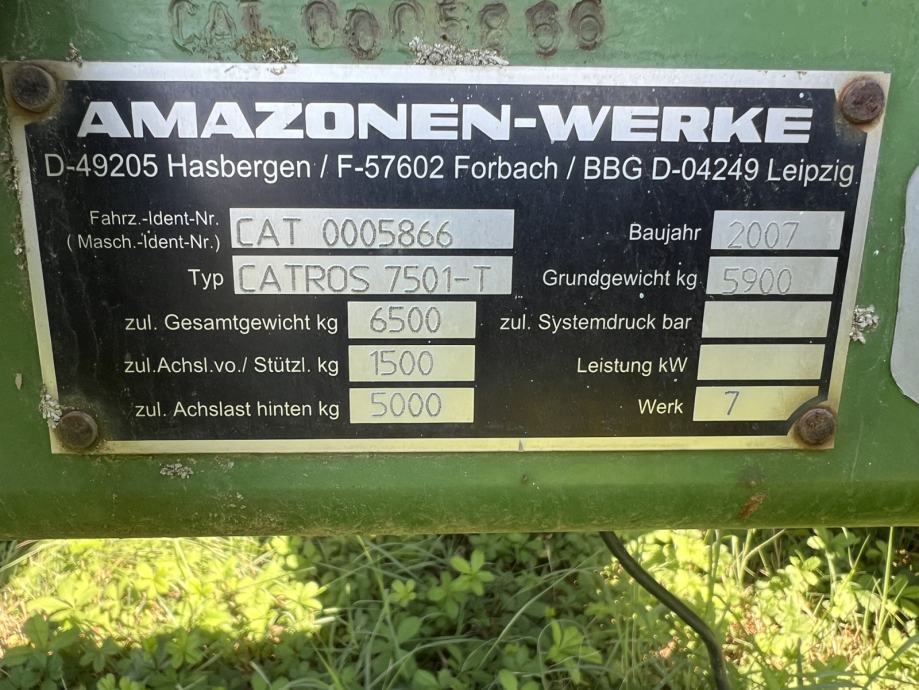 CAT 0005866
AMAZONEN-WERKE
D-49205 Hasbergen / F-57602 Forbach / BBG D-04249 Leipzig
Fahrz.-Ident-Nr.
( Masch.-Ident-Nr.) CAT 0005866 Baujahr 2007
Typ CATROS 7501-T Grundgewicht kg 5900
zul. Gesamtgewicht kg 6500 zul. Systemdruck bar
zul.Achsl.vo./ Stützl. kg 1500 Leistung kW
zul. Achslast hinten kg 5000 Werk 7